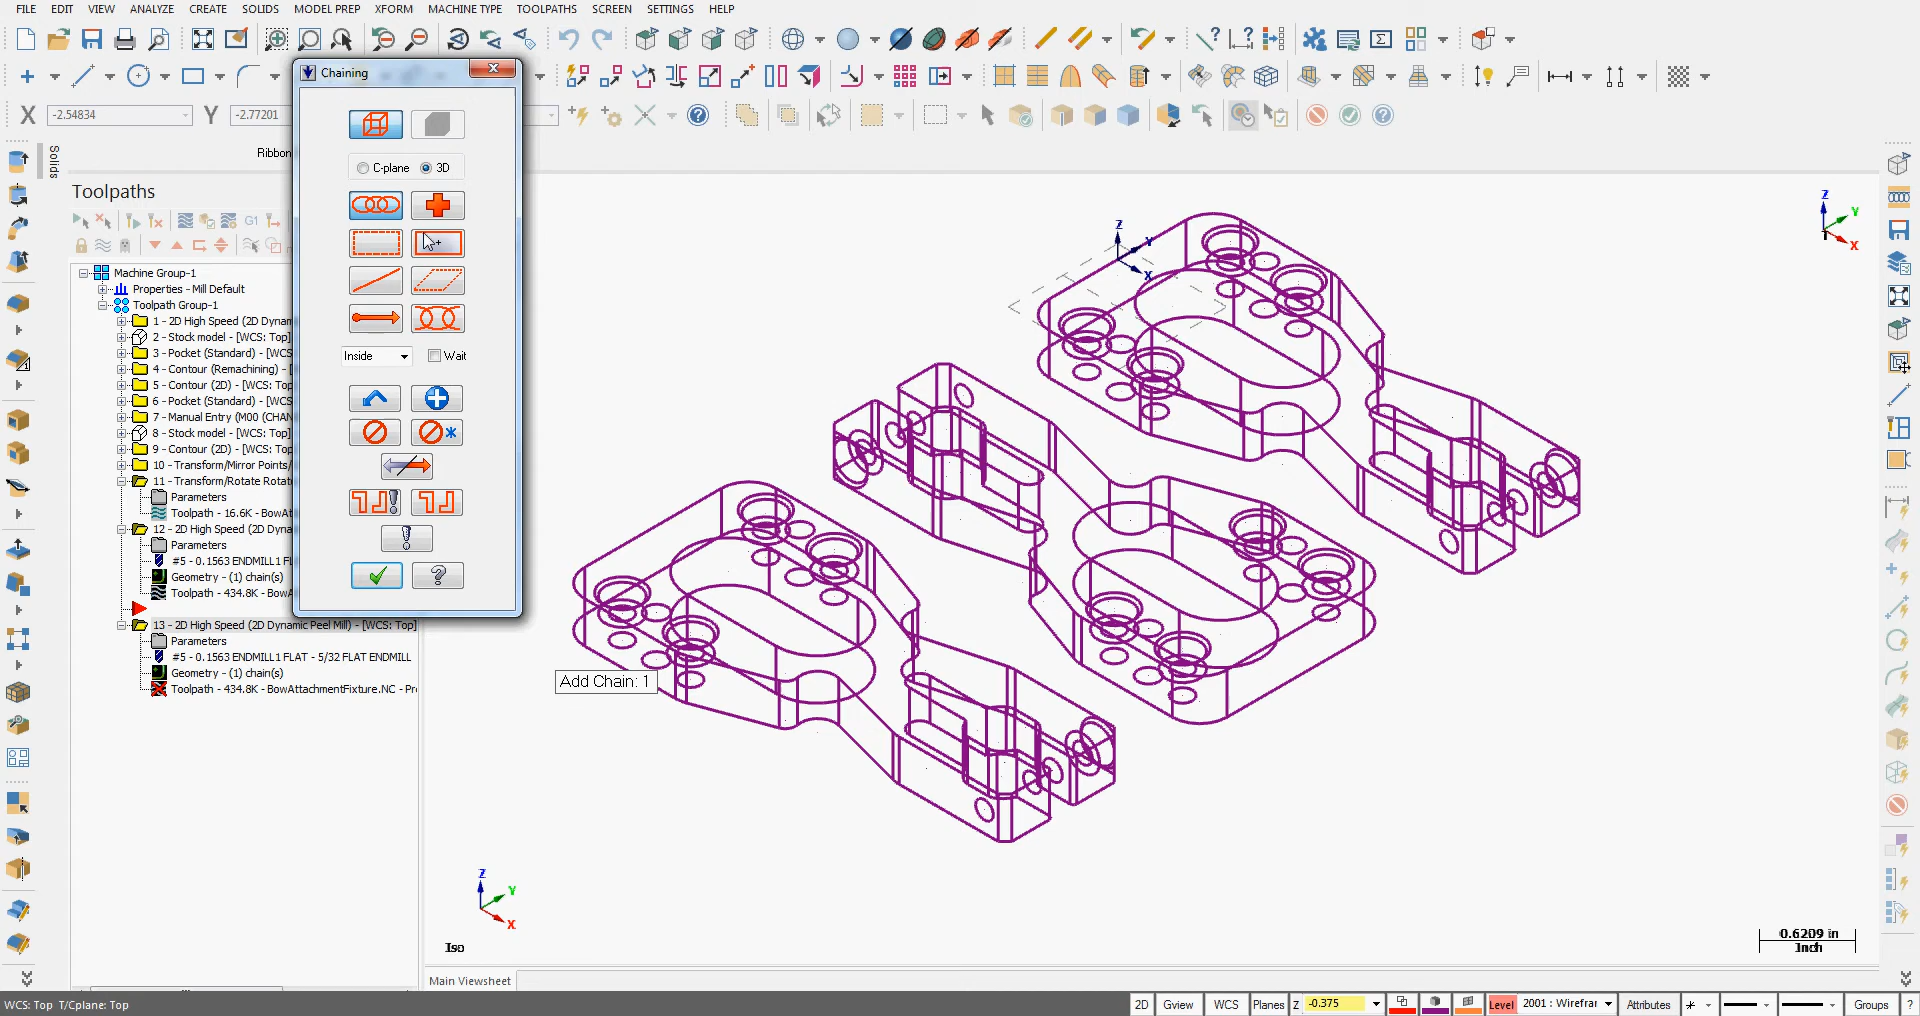 FILE EDIT VIEW ANALYZE CREATE SOLIDS MODEL PREP XFORM MACHINE TYPE TOOLPATHS SCREEN SETTINGS HELP
Chaining
X -2.54834 Y -2.77201
Solids
Ribbon
C-plane 3D
Toolpaths
G1
Machine Group-1
Properties - Mill Default
Toolpath Group-1
1 - 2D High Speed (2D Dynam
2 - Stock model - [WCS: Top]
3 - Pocket (Standard) - [WCS
4 - Contour (Remachining) - [
5 - Contour (2D) - [WCS: Top
6 - Pocket (Standard) - [WCS
7 - Manual Entry (M00 (CHAN
8 - Stock model - [WCS: Top]
9 - Contour (2D) - [WCS: Top
10 - Transform/Mirror Points/
11 - Transform/Rotate Rotate
Parameters
Toolpath - 16.6K - BowAt
12 - 2D High Speed (2D Dyna
Parameters
#5 - 0.1563 ENDMILL1 FLA
Geometry - (1) chain(s)
Toolpath - 434.8K - BowA
13 - 2D High Speed (2D Dynamic Peel Mill) - [WCS: Top]
Parameters
#5 - 0.1563 ENDMILL1 FLAT - 5/32 FLAT ENDMILL
Geometry - (1) chain(s)
Toolpath - 434.8K - BowAttachmentFixture.NC - Pr
Inside Wait
Z Y X
Z Y X
Add Chain: 1
Z Y X
Iso
0.6209 in
Inch
Main Viewsheet
WCS: Top T/Cplane: Top
2D Gview WCS Planes Z -0.375 Level 2001 : Wirefrar Attributes Groups ?